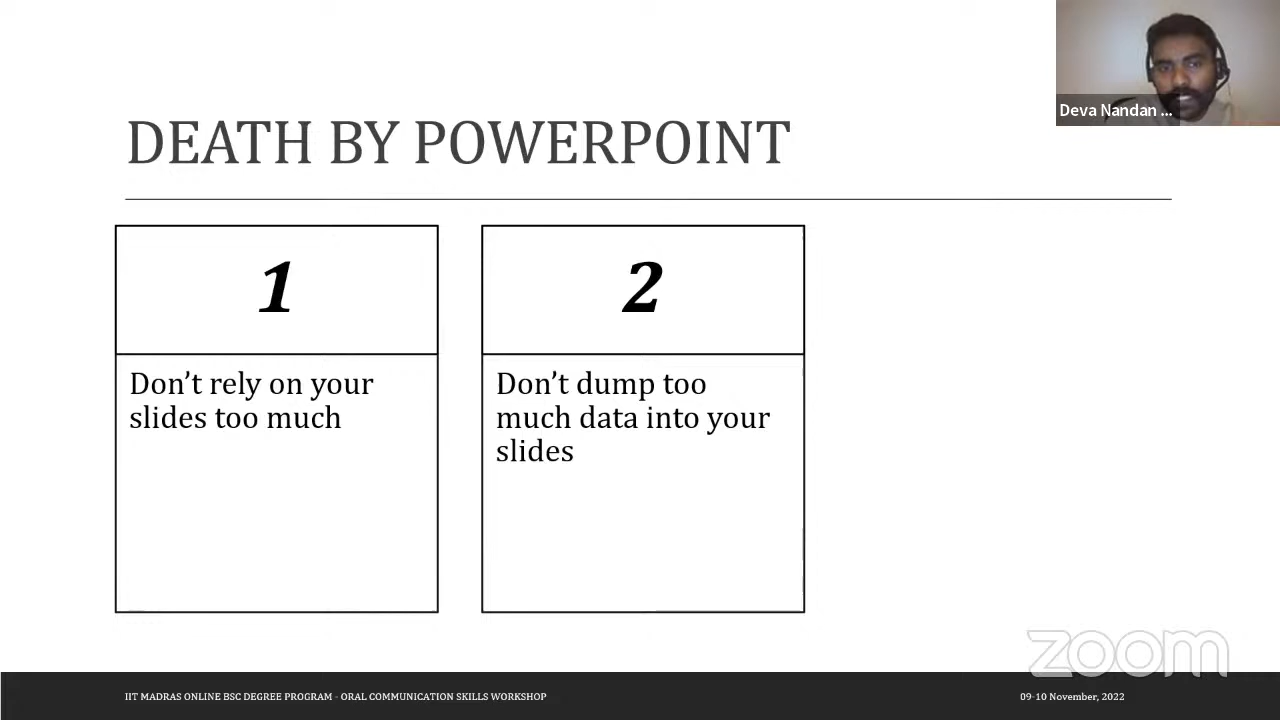 Deva Nandan ...
DEATH BY POWERPOINT
1
Don’t rely on your
slides too much
2
Don’t dump too
much data into your
slides
zoom
IIT MADRAS ONLINE BSC DEGREE PROGRAM - ORAL COMMUNICATION SKILLS WORKSHOP
09-10 November, 2022